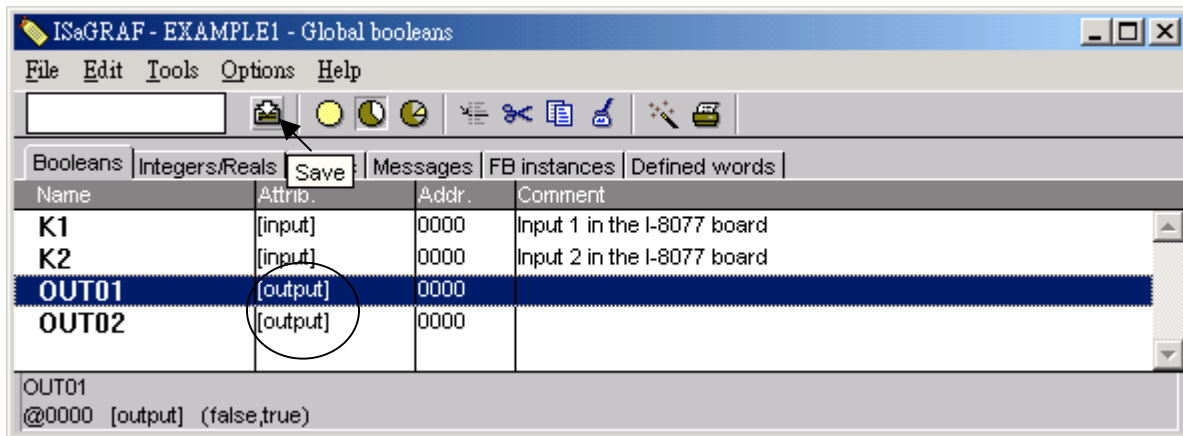 ISaGRAF - EXAMPLE1 - Global booleans
File Edit Tools Options Help
Booleans Integers/Reals Messages FB instances Defined words
Save
Name Attrib. Addr. Comment
K1 [input] 0000 Input 1 in the I-8077 board
K2 [input] 0000 Input 2 in the I-8077 board
OUT01 [output] 0000
OUT02 [output] 0000
OUT01
@0000 [output] (false,true)